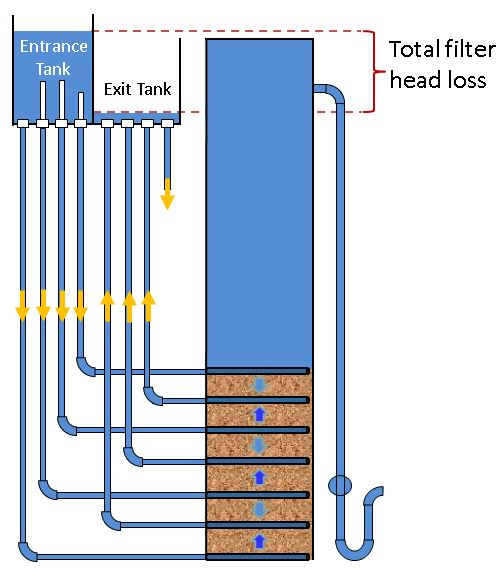 Entrance
Tank
Exit Tank
Total filter
head loss